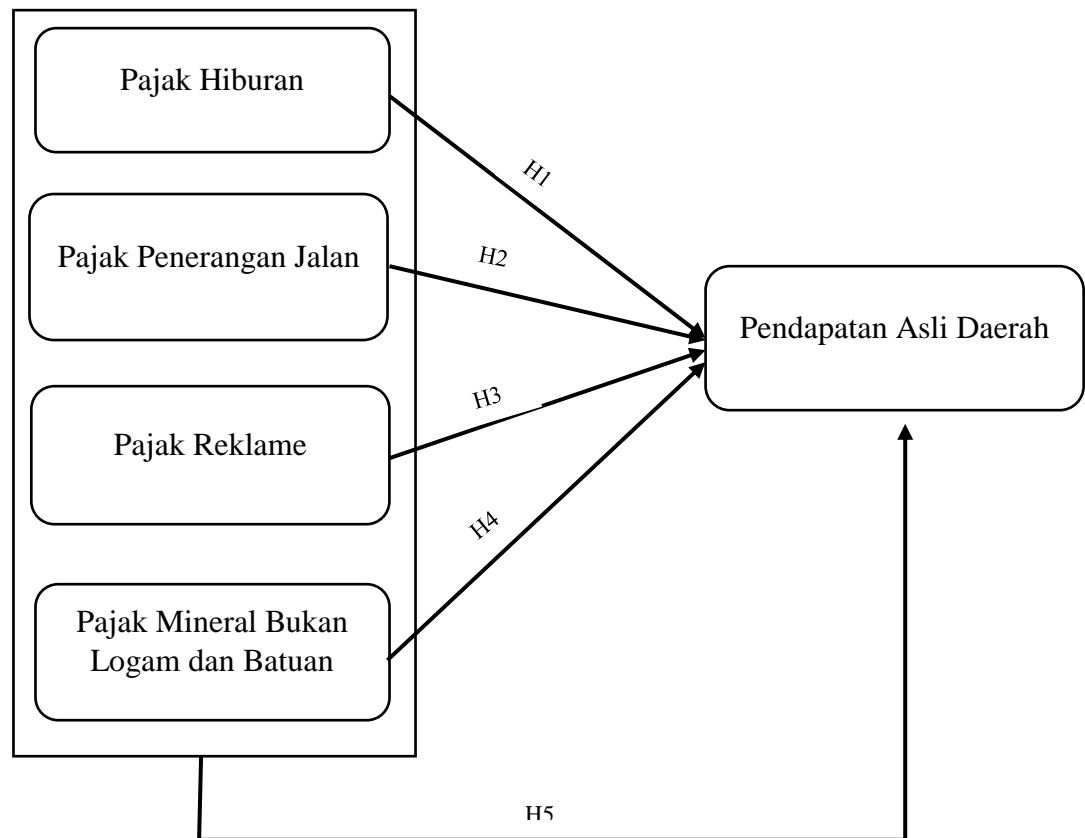 Pajak Hiburan
H1
Pajak Penerangan Jalan
H2
Pendapatan Asli Daerah
Pajak Reklame
H3
H4
Pajak Mineral Bukan
Logam dan Batuan
H5